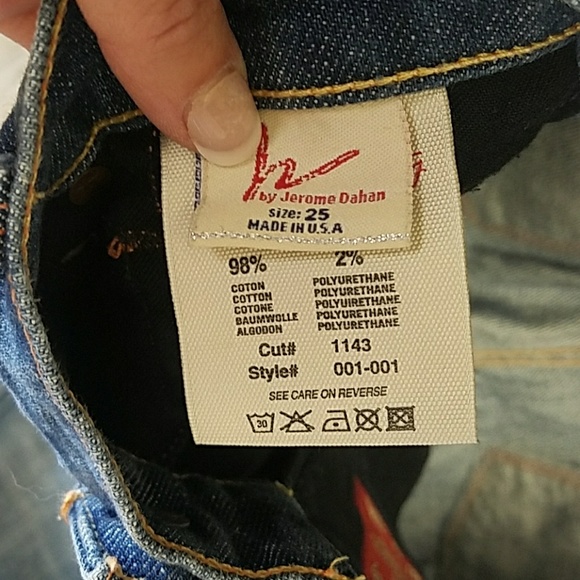 by Jerome Dahan
size: 25
MADE IN U.S.A
98% 2%
COTON POLYURETHANE
COTTON POLYURETHANE
COTONE POLYUIRETHANE
BAUMWOLLE POLYURETHANE
ALGODON POLYURETHANE
Cut# 1143
Style# 001-001
SEE CARE ON REVERSE
30